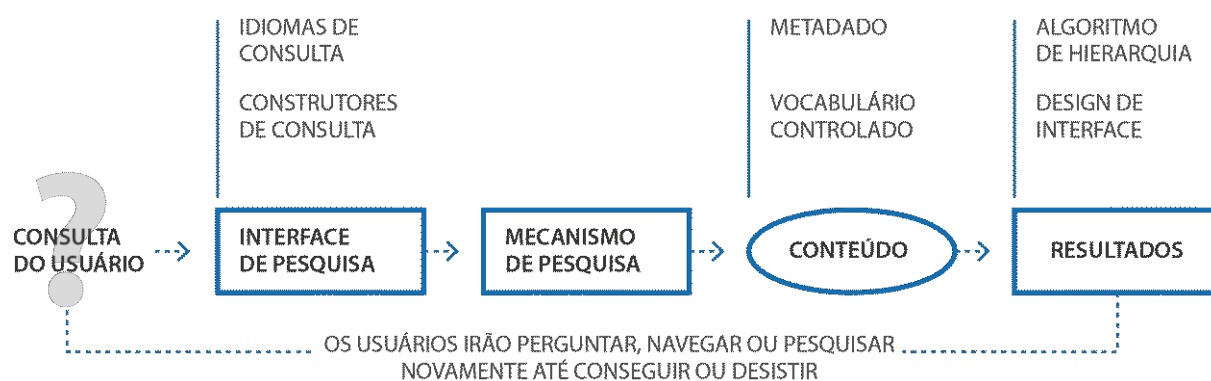 IDIOMAS DE
CONSULTA
CONSTRUTORES
DE CONSULTA
METADADO
VOCABULÁRIO
CONTROLADO
ALGORITMO
DE HIERARQUIA
DESIGN DE
INTERFACE
?
CONSULTA
DO USUÁRIO
INTERFACE
DE PESQUISA
MECANISMO
DE PESQUISA
CONTEÚDO
RESULTADOS
OS USUÁRIOS IRÃO PERGUNTAR, NAVEGAR OU PESQUISAR
NOVAMENTE ATÉ CONSEGUIR OU DESISTIR